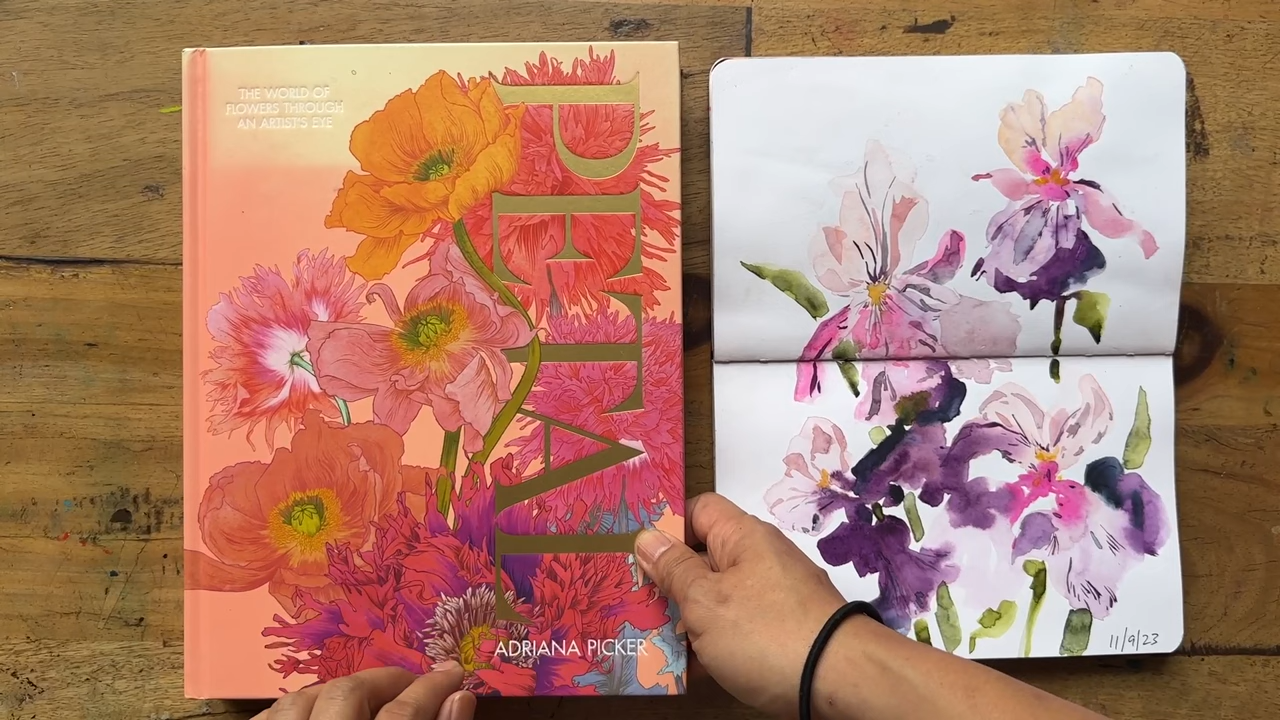 THE WORLD OF
FLOWERS THROUGH
AN ARTIST'S EYE
PETAL
ADRIANA PICKER
11/9/23